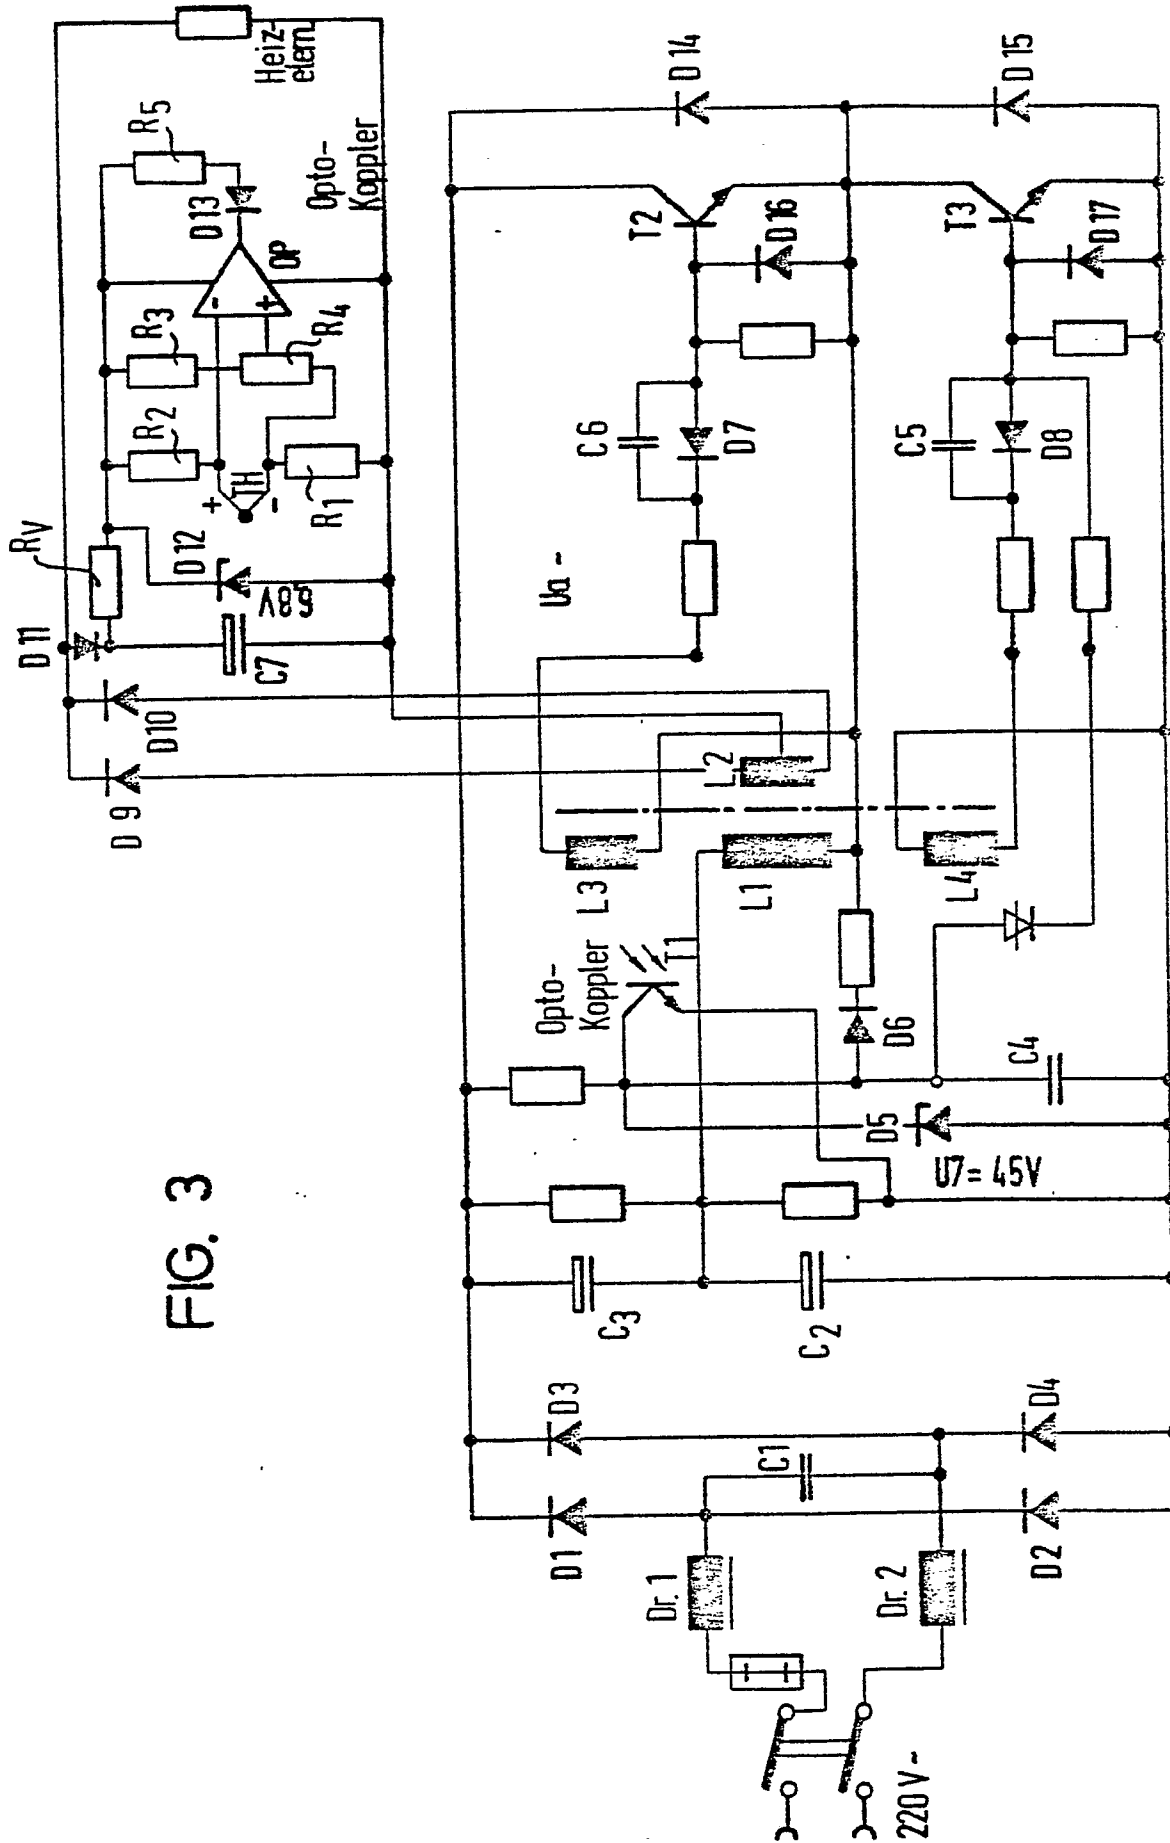 FIG. 3
220 V ~
Dr. 1
Dr. 2
D1
D2
D3
D4
C1
C3
C2
U7 = 45V
D5
C4
D6
Opto-
Koppler
T1
L3
L1
L4
L2
D9
D10
D11
C7
D12
6,8V
RV
R2
R3
TH
+
-
R1
R4
-
+
OP
D13
R5
Opto-
Koppler
Heiz-
elem.
Ua ~
C6
D7
C5
D8
T2
D16
T3
D17
D14
D15